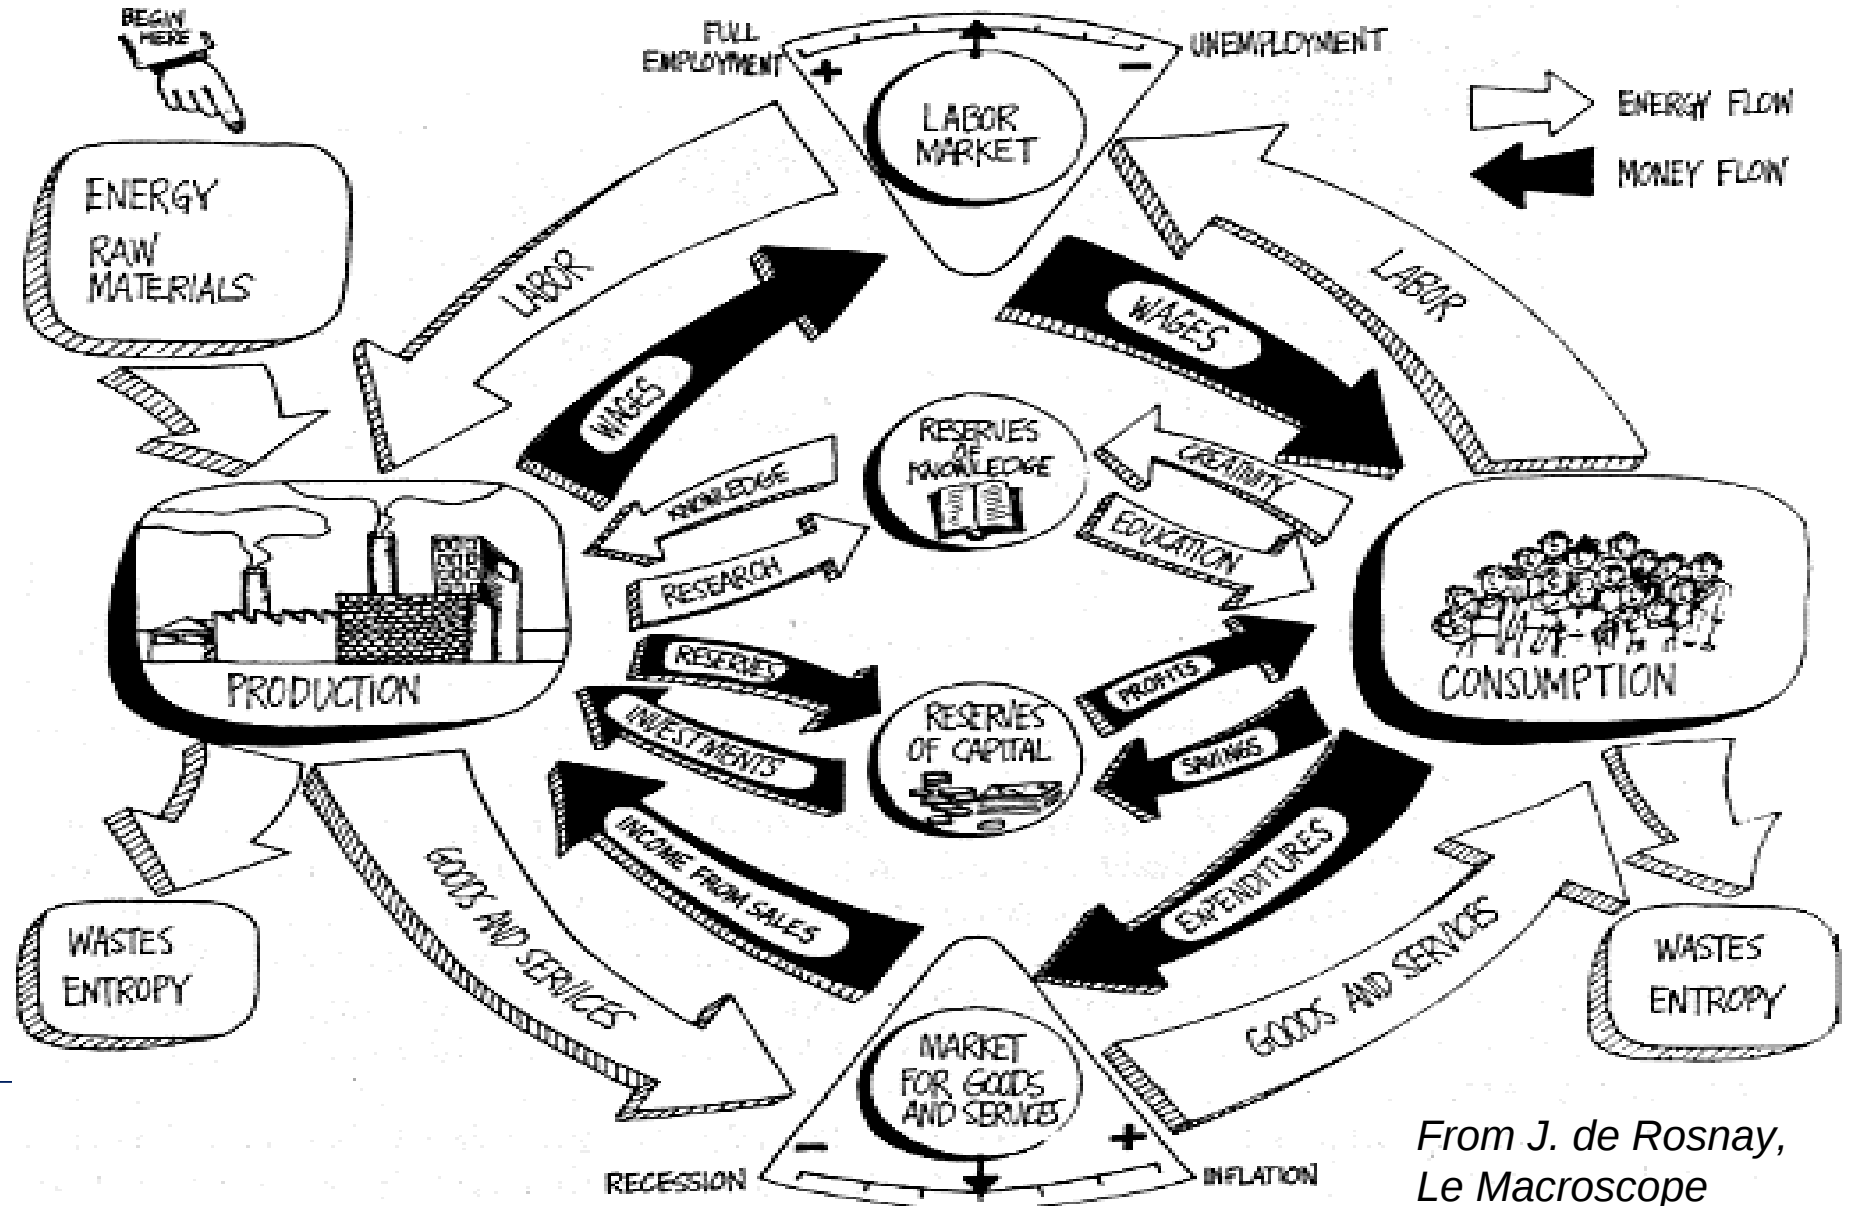 BEGIN
HERE
FULL
EMPLOYMENT
UNEMPLOYMENT
+
−
LABOR
MARKET
ENERGY FLOW
MONEY FLOW
ENERGY
RAW
MATERIALS
LABOR
WAGES
WAGES
LABOR
RESERVES
OF
KNOWLEDGE
KNOWLEDGE
RESEARCH
CREATIVITY
EDUCATION
PRODUCTION
CONSUMPTION
RESERVES
INVESTMENTS
RESERVES
OF CAPITAL
PROFITS
SAVINGS
INCOME FROM SALES
EXPENDITURES
GOODS AND SERVICES
GOODS AND SERVICES
WASTES
ENTROPY
WASTES
ENTROPY
MARKET
FOR GOODS
AND SERVICES
−
+
RECESSION
INFLATION
From J. de Rosnay,
Le Macroscope